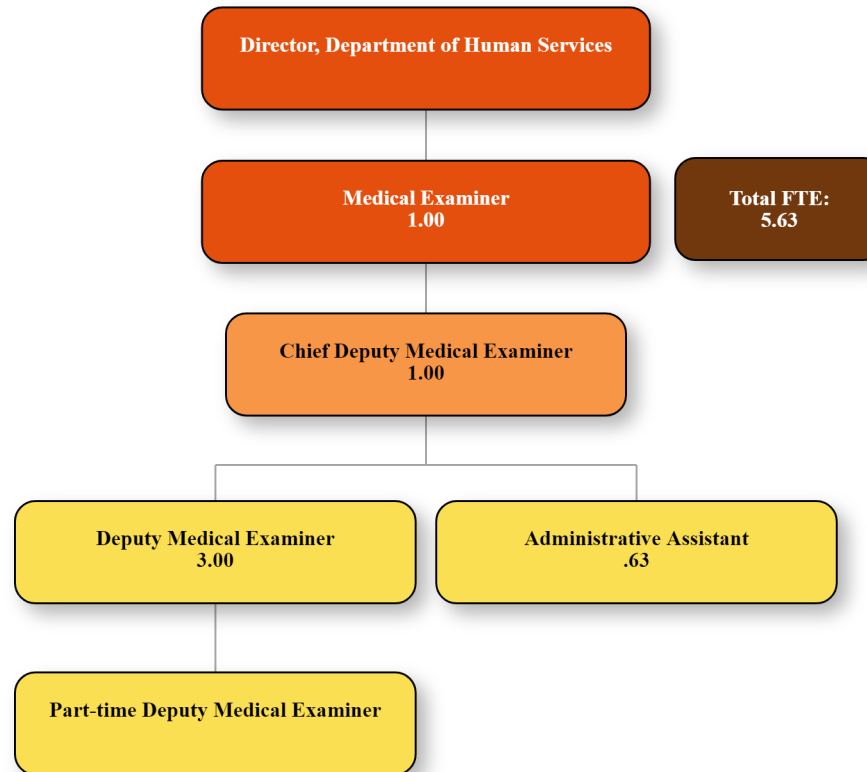 Director, Department of Human Services
Medical Examiner
1.00
Total FTE:
5.63
Chief Deputy Medical Examiner
1.00
Deputy Medical Examiner
3.00
Administrative Assistant
.63
Part-time Deputy Medical Examiner